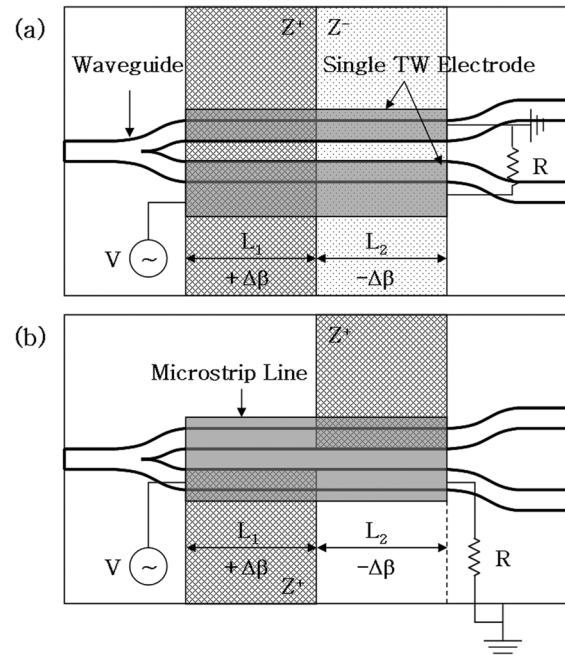 (a)
Z⁺ Z⁻
Waveguide
Single TW Electrode
R
V ~
L₁ L₂
+Δβ -Δβ
(b)
Z⁺
Microstrip Line
L₁ L₂
V ~
+Δβ -Δβ
R
Z⁺